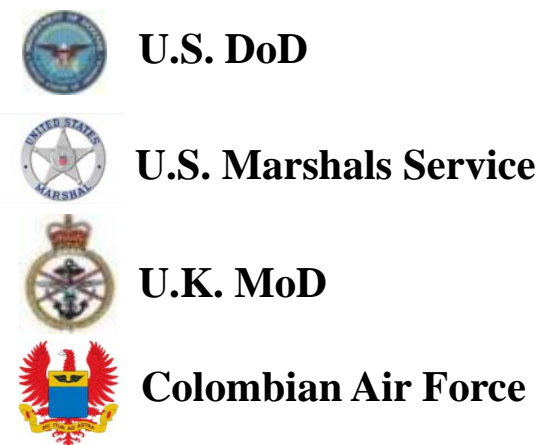 U.S. DoD
UNITED STATES
MARSHAL
U.S. Marshals Service
U.K. MoD
Colombian Air Force